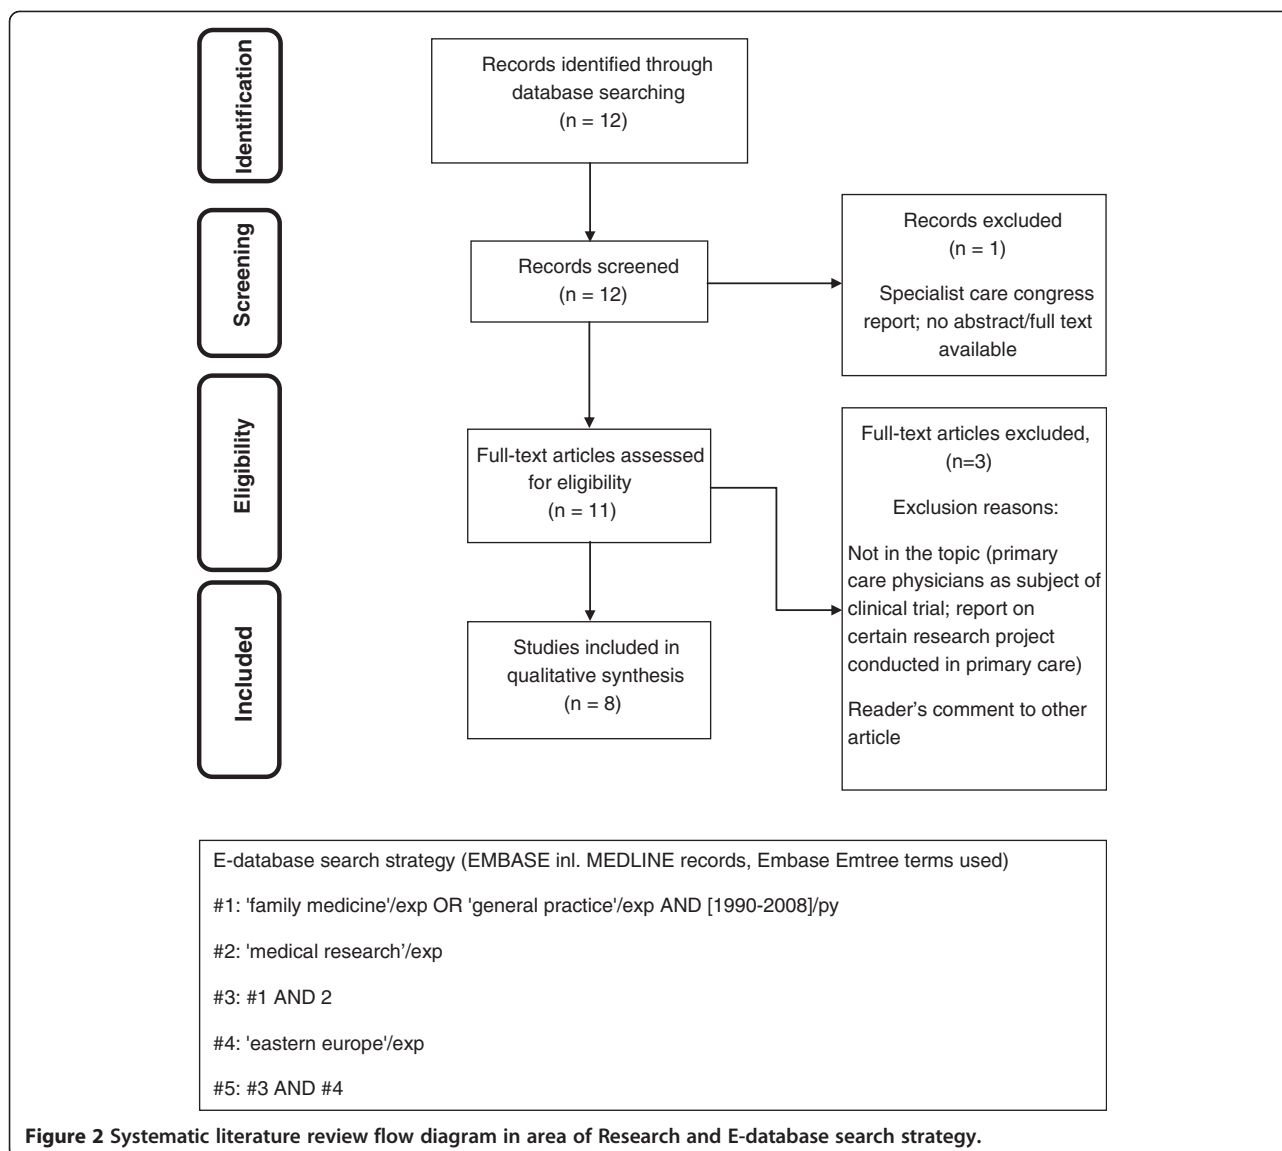 Identification
Records identified through
database searching
(n = 12)
Screening
Records screened
(n = 12)
Records excluded
(n = 1)
Specialist care congress
report; no abstract/full text
available
Eligibility
Full-text articles assessed
for eligibility
(n = 11)
Full-text articles excluded,
(n=3)
Exclusion reasons:
Not in the topic (primary
care physicians as subject of
clinical trial; report on
certain research project
conducted in primary care)
Reader’s comment to other
article
Included
Studies included in
qualitative synthesis
(n = 8)
E-database search strategy (EMBASE inl. MEDLINE records, Embase Emtree terms used)
#1: 'family medicine'/exp OR 'general practice'/exp AND [1990-2008]/py
#2: 'medical research’/exp
#3: #1 AND 2
#4: 'eastern europe'/exp
#5: #3 AND #4
Figure 2 Systematic literature review flow diagram in area of Research and E-database search strategy.